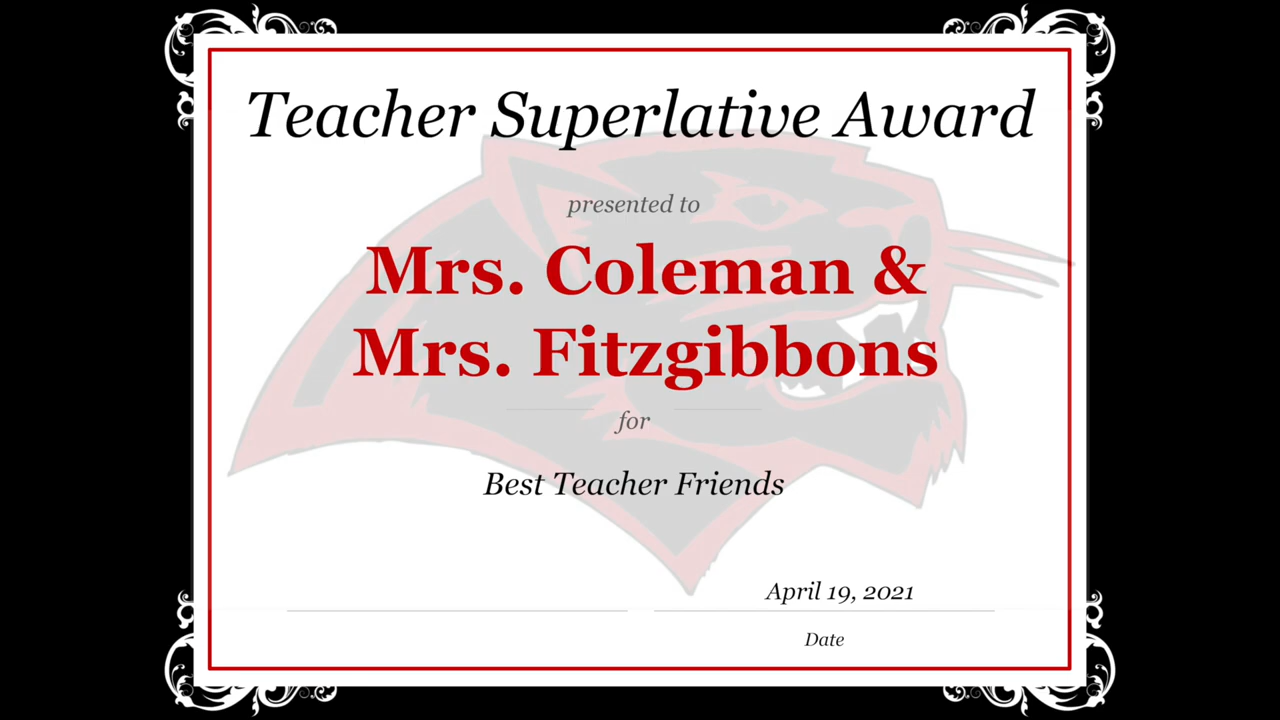 Teacher Superlative Award
presented to
Mrs. Coleman &
Mrs. Fitzgibbons
for
Best Teacher Friends
April 19, 2021
Date